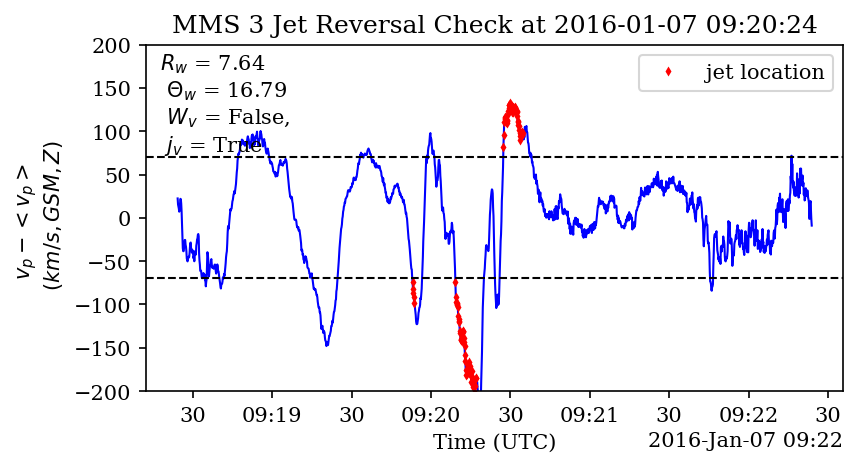 MMS 3 Jet Reversal Check at 2016-01-07 09:20:24
R_w = 7.64
Θ_w = 16.79
W_v = False,
j_v = True
jet location
200
150
100
50
0
−50
−100
−150
−200
v_p − <v_p>
(km/s, GSM, Z)
30 09:19 30 09:20 30 09:21 30 09:22 30
Time (UTC)
2016-Jan-07 09:22